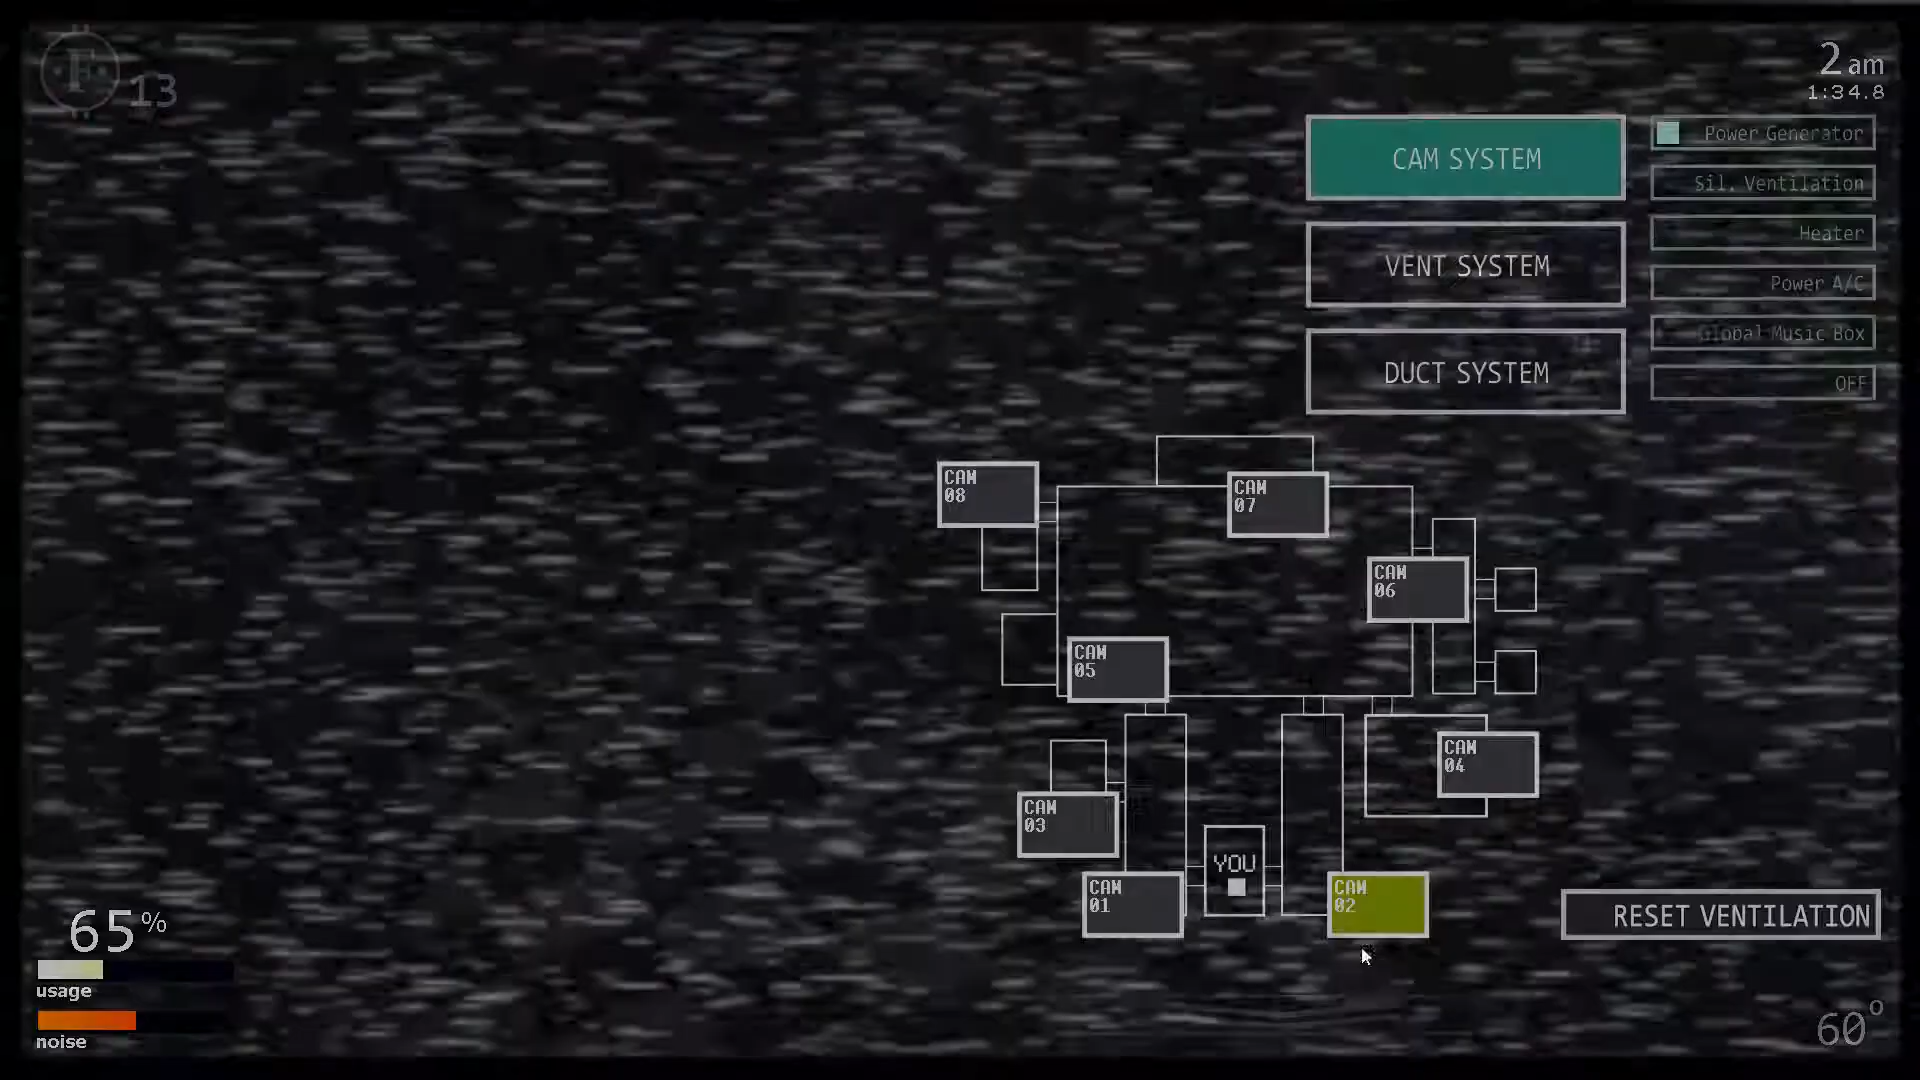 F 13
2 am
1:34.8
CAM SYSTEM
Power Generator
Sil. Ventilation
VENT SYSTEM
Heater
Power A/C
Global Music Box
DUCT SYSTEM
OFF
CAM
08
CAM
07
CAM
06
CAM
05
CAM
04
CAM
03
YOU
CAM
01
CAM
02
RESET VENTILATION
65%
usage
noise
60°